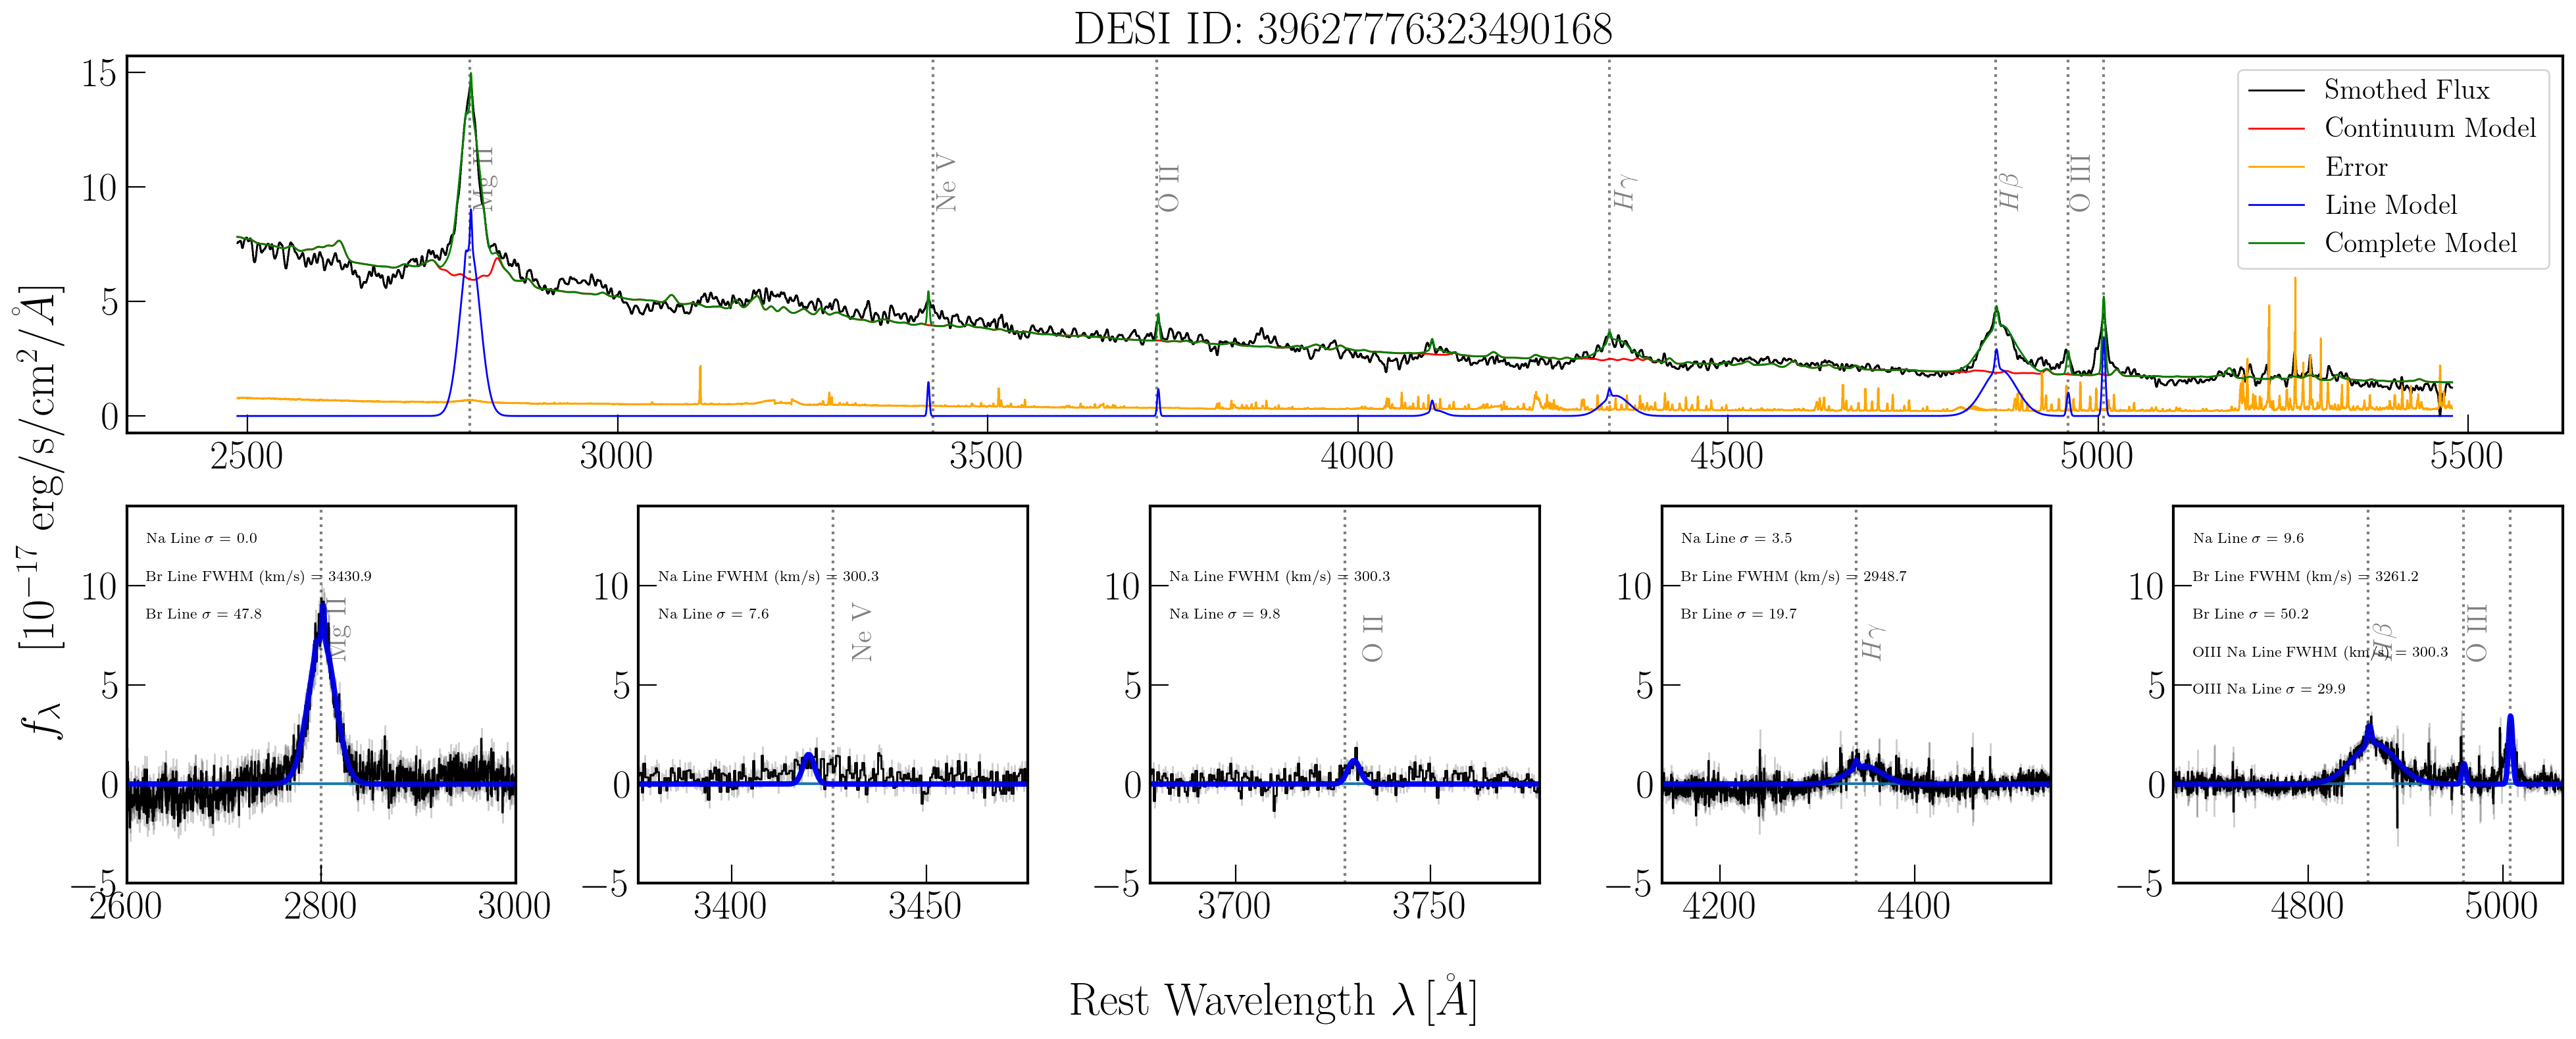 DESI ID: 39627776323490168
15
10
5
0
Mg II
Ne V
O II
Hγ
Hβ
O III
Smothed Flux
Continuum Model
Error
Line Model
Complete Model
2500 3000 3500 4000 4500 5000 5500
fλ [10⁻¹⁷ erg/s/cm²/Å]
10
5
0
−5
Na Line σ = 0.0
Br Line FWHM (km/s) = 3430.9
Br Line σ = 47.8
Mg II
2600 2800 3000
10
5
0
−5
Na Line FWHM (km/s) = 300.3
Na Line σ = 7.6
Ne V
3400 3450
10
5
0
−5
Na Line FWHM (km/s) = 300.3
Na Line σ = 9.8
O II
3700 3750
10
5
0
−5
Na Line σ = 3.5
Br Line FWHM (km/s) = 2948.7
Br Line σ = 19.7
Hγ
4200 4400
10
5
0
−5
Na Line σ = 9.6
Br Line FWHM (km/s) = 3261.2
Br Line σ = 50.2
OIII Na Line FWHM (km/s) = 300.3
OIII Na Line σ = 29.9
Hβ
O III
4800 5000
Rest Wavelength λ [Å]